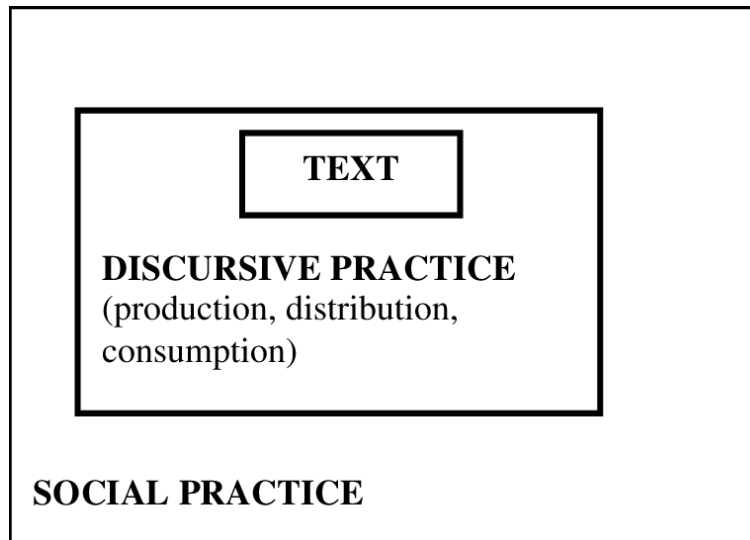 TEXT
DISCURSIVE PRACTICE
(production, distribution,
consumption)
SOCIAL PRACTICE